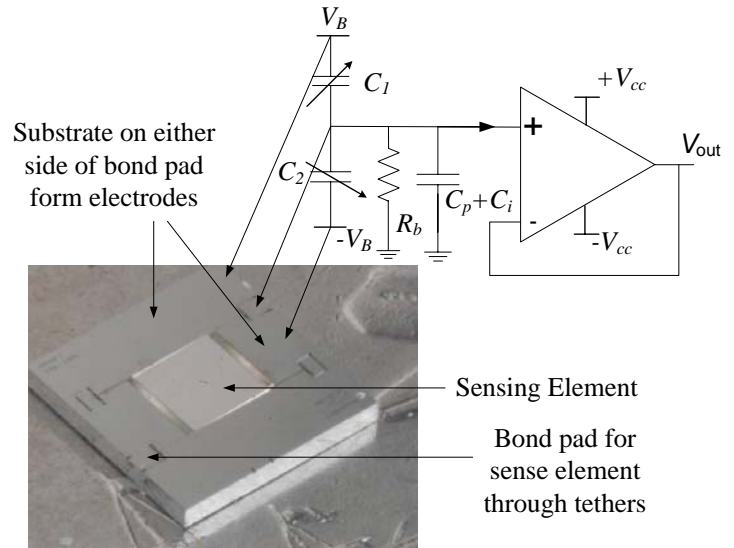 V_B
C_1
+V_cc
Substrate on either
side of bond pad
form electrodes
+
V_out
C_2
R_b
C_p+C_i
-
-V_B
-V_cc
Sensing Element
Bond pad for
sense element
through tethers